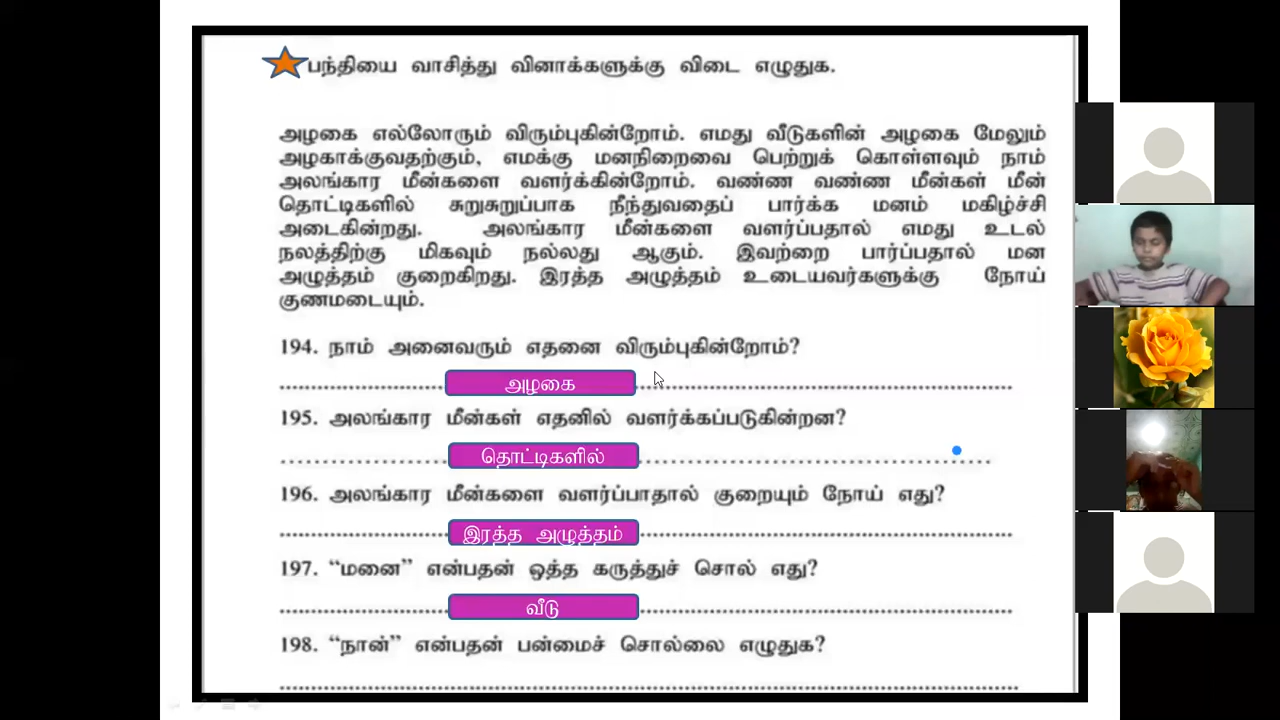 பந்தியை வாசித்து வினாக்களுக்கு விடை எழுதுக.
அழகை எல்லோரும் விரும்புகின்றோம். எமது வீடுகளின் அழகை மேலும்
அழகாக்குவதற்கும், எமக்கு மனநிறைவை பெற்றுக் கொள்ளவும் நாம்
அலங்கார மீன்களை வளர்க்கின்றோம். வண்ண வண்ண மீன்கள் மீன்
தொட்டிகளில் சுறுசுறுப்பாக நீந்துவதைப் பார்க்க மனம் மகிழ்ச்சி
அடைகின்றது. அலங்கார மீன்களை வளர்ப்பதால் எமது உடல்
நலத்திற்கு மிகவும் நல்லது ஆகும். இவற்றை பார்ப்பதால் மன
அழுத்தம் குறைகிறது. இரத்த அழுத்தம் உடையவர்களுக்கு நோய்
குணமடையும்.
194. நாம் அனைவரும் எதனை விரும்புகின்றோம்?
அழகை
195. அலங்கார மீன்கள் எதனில் வளர்க்கப்படுகின்றன?
தொட்டிகளில்
196. அலங்கார மீன்களை வளர்ப்பாதால் குறையும் நோய் எது?
இரத்த அழுத்தம்
197. “மனை” என்பதன் ஒத்த கருத்துச் சொல் எது?
வீடு
198. “நான்” என்பதன் பன்மைச் சொல்லை எழுதுக?